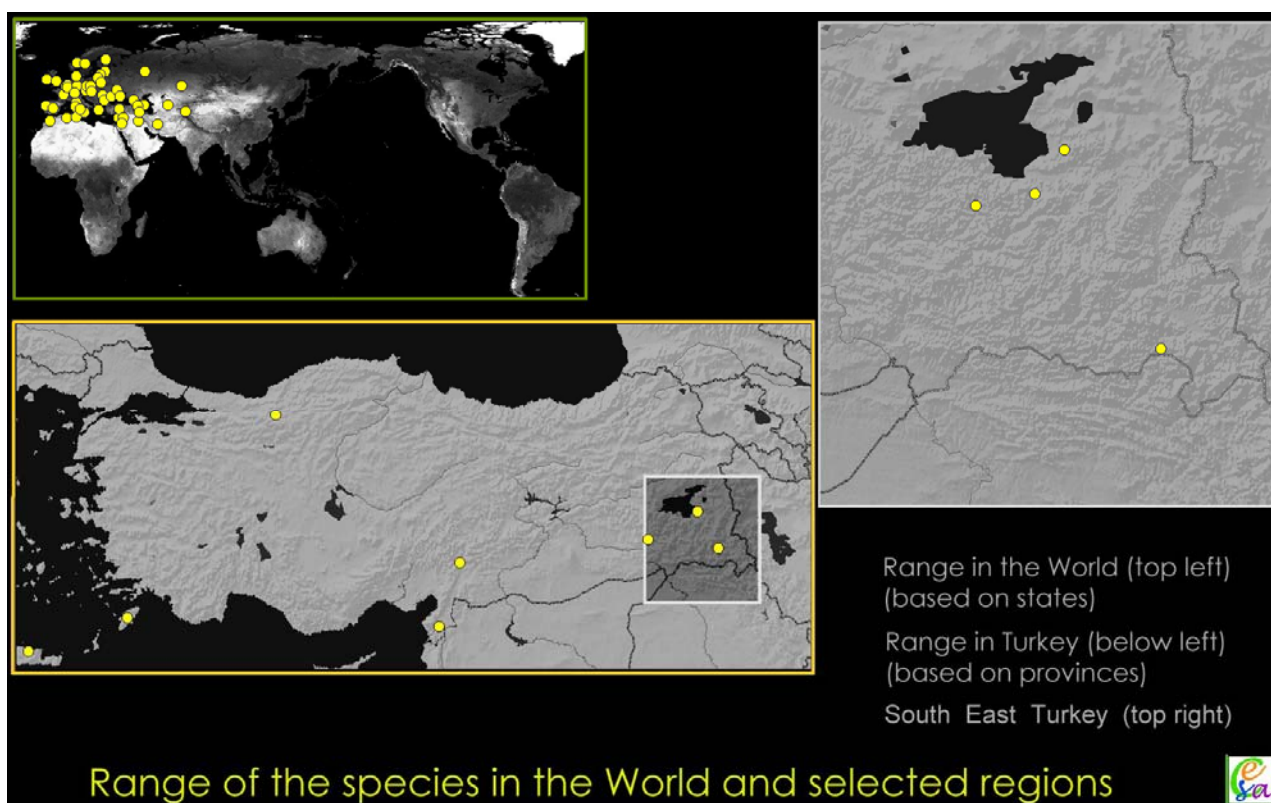 Range in the World (top left)
(based on states)
Range in Turkey (below left)
(based on provinces)
South East Turkey (top right)
Range of the species in the World and selected regions
Cesa